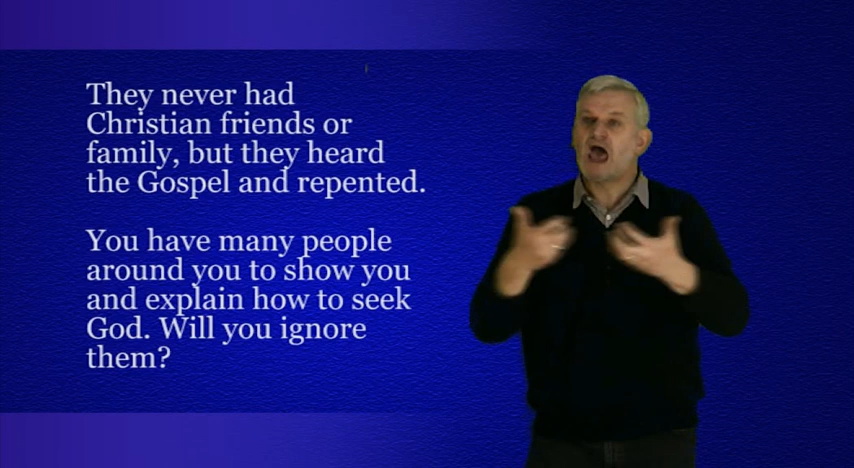 They never had
Christian friends or
family, but they heard
the Gospel and repented.
You have many people
around you to show you
and explain how to seek
God. Will you ignore
them?